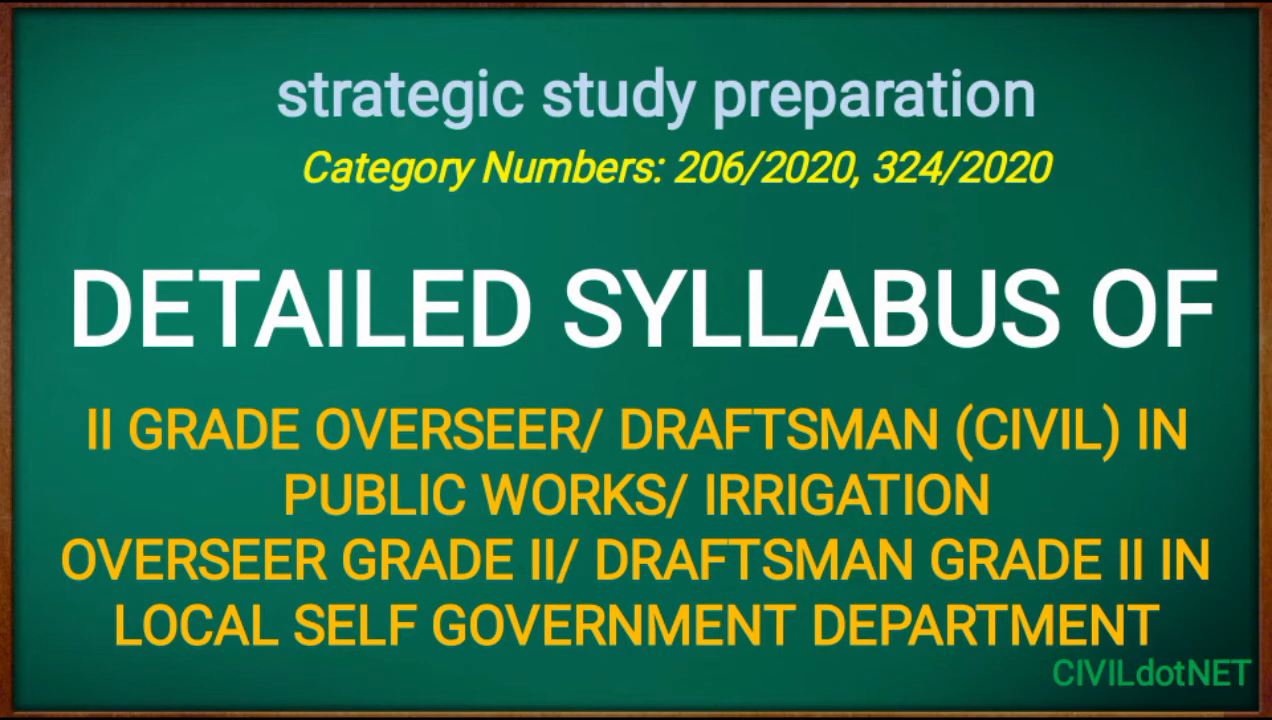 strategic study preparation
Category Numbers: 206/2020, 324/2020
DETAILED SYLLABUS OF
II GRADE OVERSEER/ DRAFTSMAN (CIVIL) IN
PUBLIC WORKS/ IRRIGATION
OVERSEER GRADE II/ DRAFTSMAN GRADE II IN
LOCAL SELF GOVERNMENT DEPARTMENT
CIVILdotNET